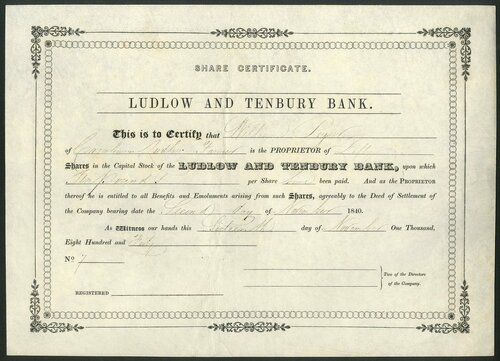 SHARE CERTIFICATE.
LUDLOW AND TENBURY BANK.
This is to Certify that
of is the PROPRIETOR of
Shares in the Capital Stock of the LUDLOW AND TENBURY BANK, upon which
per Share been paid. And as the PROPRIETOR
thereof he is entitled to all Benefits and Emoluments arising from such Shares, agreeably to the Deed of Settlement of
the Company bearing date the Second Day of November 1840.
As Witness our hands this day of November One Thousand,
Eight Hundred and
No 7
Two of the Directors
of the Company.
REGISTERED